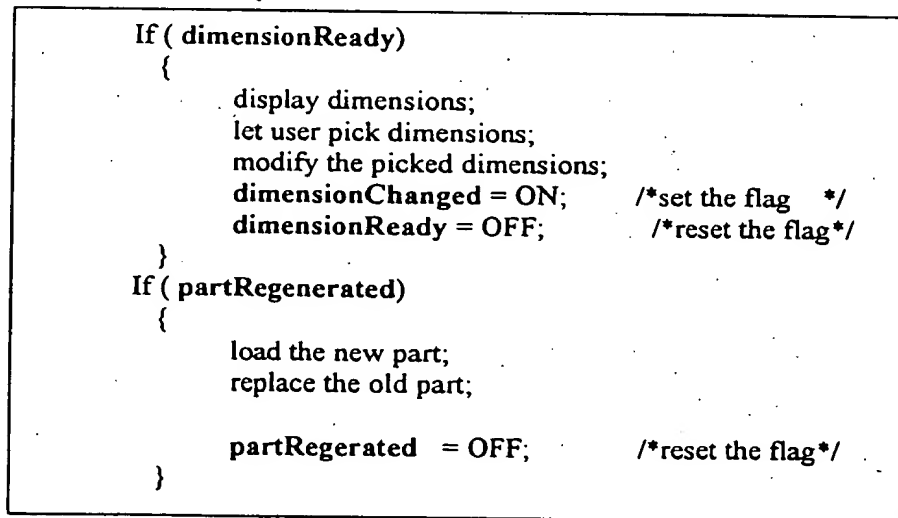 If ( dimensionReady)
{
display dimensions;
let user pick dimensions;
modify the picked dimensions;
dimensionChanged = ON; /*set the flag */
dimensionReady = OFF; /*reset the flag*/
}
If ( partRegenerated)
{
load the new part;
replace the old part;
partRegerated = OFF; /*reset the flag*/
}